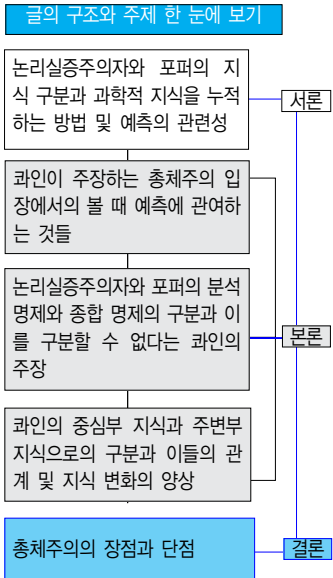 글의 구조와 주제 한 눈에 보기
논리실증주의자와 포퍼의 지
식 구분과 과학적 지식을 누적
하는 방법 및 예측의 관련성
서론
콰인이 주장하는 총체주의 입
장에서의 볼 때 예측에 관여하
는 것들
논리실증주의자와 포퍼의 분석
명제와 종합 명제의 구분과 이
를 구분할 수 없다는 콰인의
주장
본론
콰인의 중심부 지식과 주변부
지식으로의 구분과 이들의 관
계 및 지식 변화의 양상
총체주의의 장점과 단점
결론